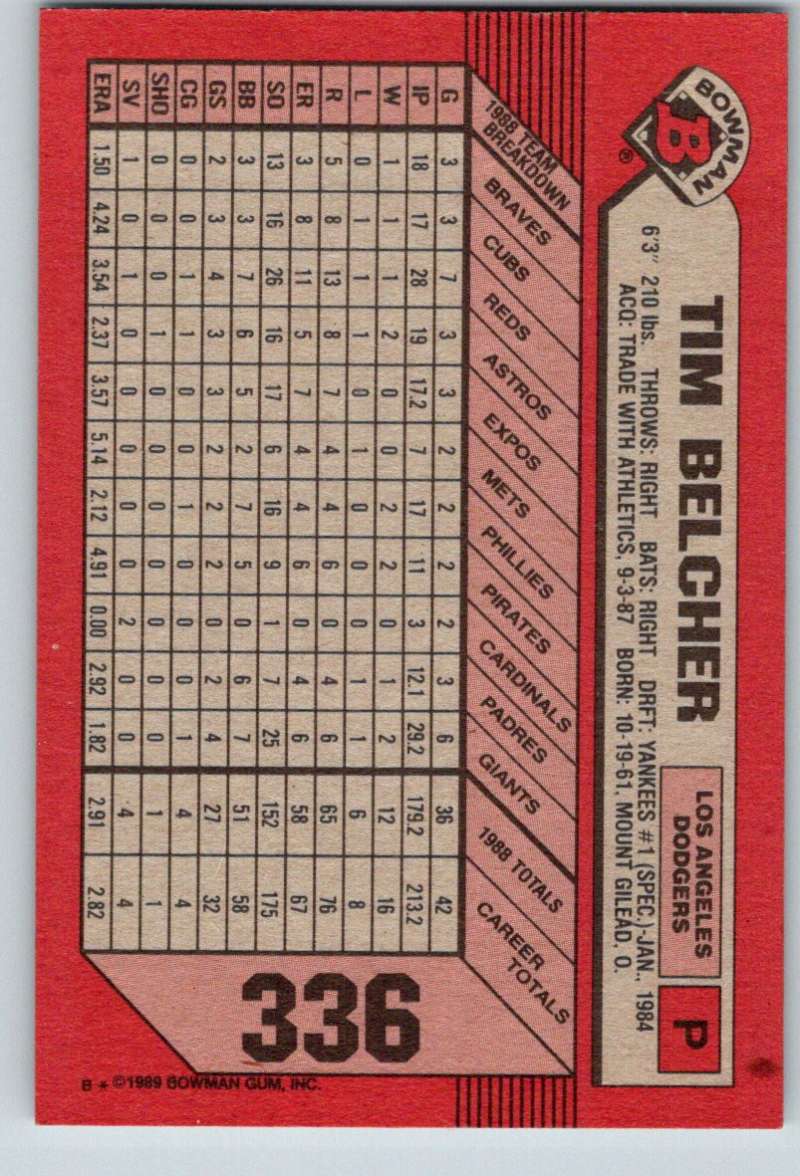 BOWMAN
B
®
TIM BELCHER
LOS ANGELES
DODGERS
P
6'3" 210 lbs. THROWS: RIGHT BATS: RIGHT DRFT: YANKEES #1 (SPEC.)-JAN., 1984
ACQ: TRADE WITH ATHLETICS, 9-3-87 BORN: 10-19-61, MOUNT GILEAD, O.
1988 TEAM BREAKDOWN BRAVES CUBS REDS ASTROS EXPOS METS PHILLIES PIRATES CARDINALS PADRES GIANTS 1988 TOTALS CAREER TOTALS
G 3 3 7 3 3 2 2 2 2 3 6 36 42
IP 18 17 28 19 17.2 7 17 11 3 12.1 29.2 179.2 213.2
W 1 1 1 2 0 0 2 2 0 1 2 12 16
L 0 1 1 1 0 1 0 0 0 1 1 6 8
R 5 8 13 8 7 4 4 6 0 4 6 65 76
ER 3 8 11 5 7 4 4 6 0 4 6 58 67
SO 13 16 26 16 17 6 16 9 1 7 25 152 175
BB 3 3 7 6 5 2 7 5 0 6 7 51 58
GS 2 3 4 3 3 2 2 2 0 2 4 27 32
CG 0 0 1 1 0 0 1 0 0 0 1 4 4
SHO 0 0 0 1 0 0 0 0 0 0 0 1 1
SV 1 0 1 0 0 0 0 0 2 0 0 4 4
ERA 1.50 4.24 3.54 2.37 3.57 5.14 2.12 4.91 0.00 2.92 1.82 2.91 2.82
336
B * ©1989 BOWMAN GUM, INC.